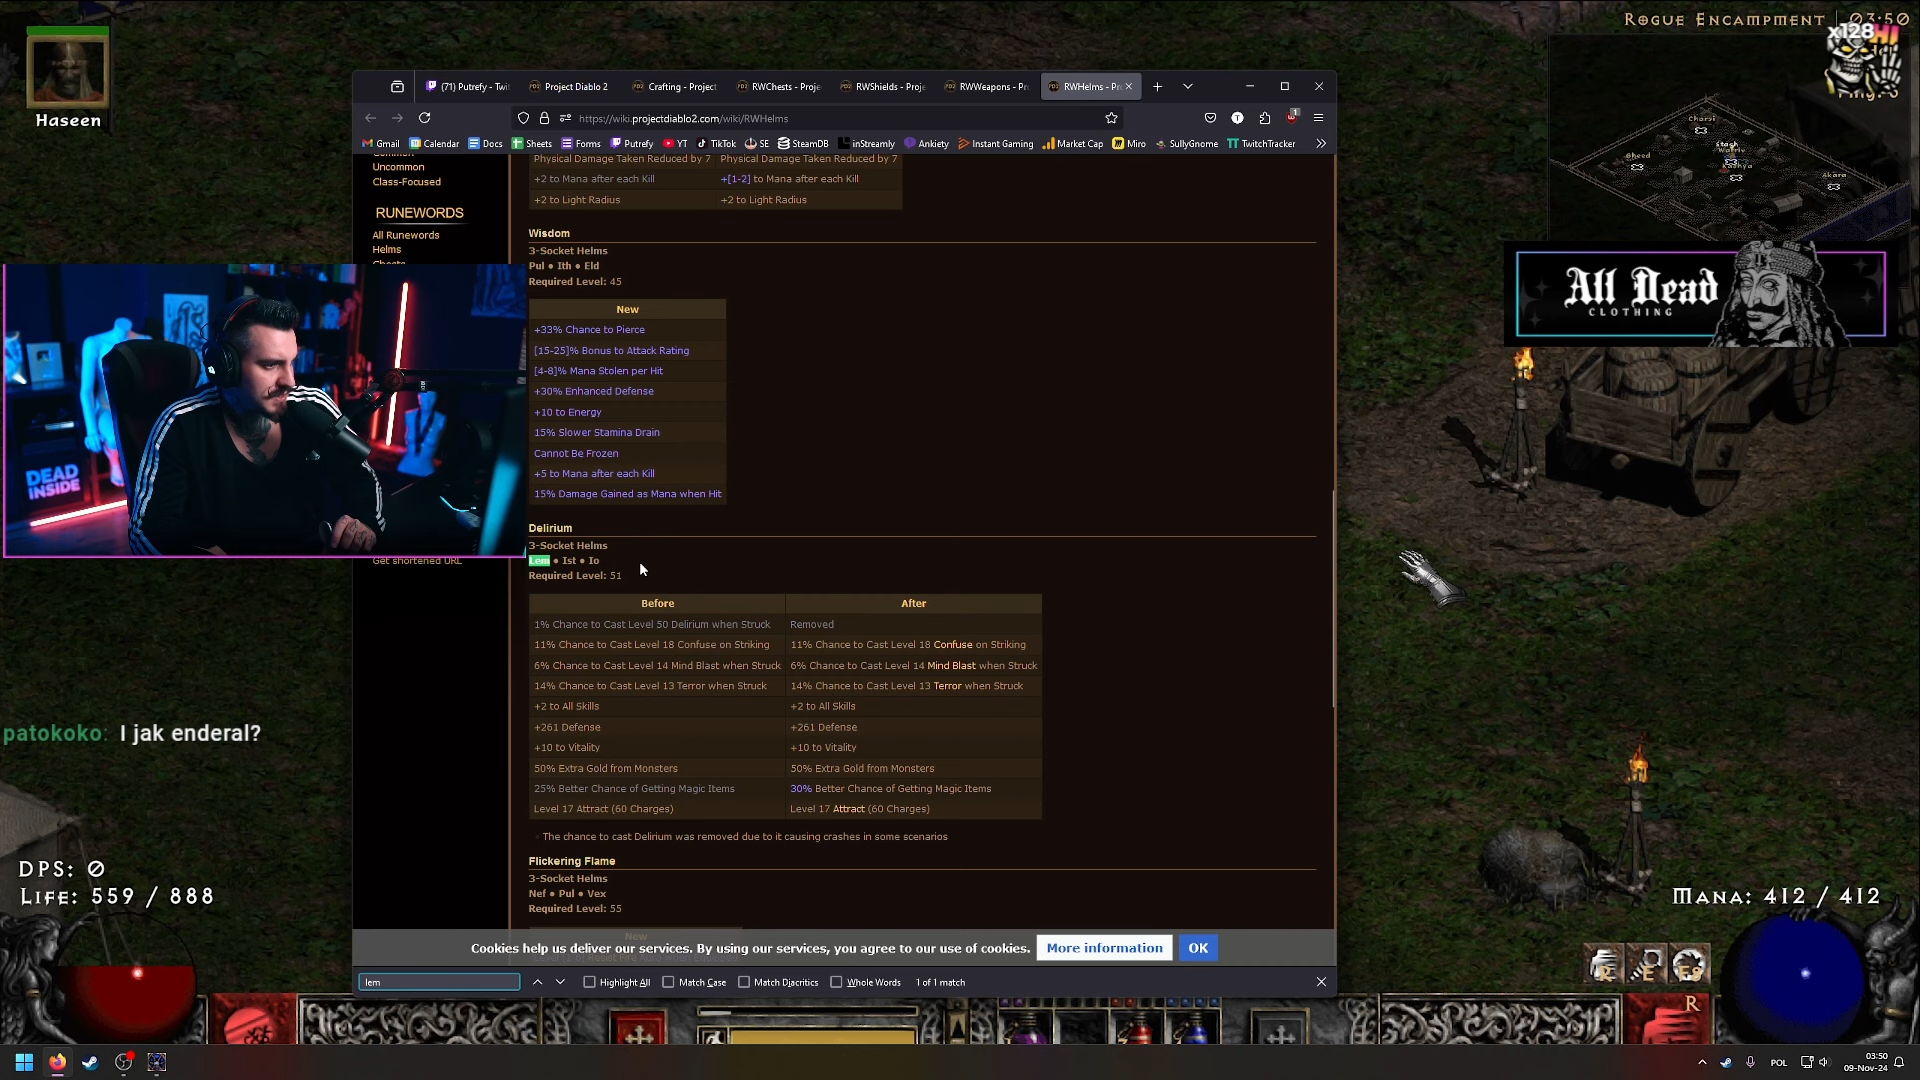 ROGUE ENCAMPMENT | 03:50
x128
HI
Haseen
(71) Putrefy - Twit
Project Diablo 2
Crafting - Project
RWChests - Proje
RWShields - Proje
RWWeapons - Pro
RWHelms - Pro
https://wiki.projectdiablo2.com/wiki/RWHelms
Gmail
Calendar
Docs
Sheets
Forms
Putrefy
YT
TikTok
SE
SteamDB
inStreamly
Ankiety
Instant Gaming
Market Cap
Miro
SullyGnome
TwitchTracker
Common
Uncommon
Class-Focused
RUNEWORDS
All Runewords
Helms
Chests
Get shortened URL
Physical Damage Taken Reduced by 7
Physical Damage Taken Reduced by 7
+2 to Mana after each Kill
+[1-2] to Mana after each Kill
+2 to Light Radius
+2 to Light Radius
Wisdom
3-Socket Helms
Pul • Ith • Eld
Required Level: 45
New
+33% Chance to Pierce
[15-25]% Bonus to Attack Rating
[4-8]% Mana Stolen per Hit
+30% Enhanced Defense
+10 to Energy
15% Slower Stamina Drain
Cannot Be Frozen
+5 to Mana after each Kill
15% Damage Gained as Mana when Hit
Delirium
3-Socket Helms
Lem • Ist • Io
Required Level: 51
Before
After
1% Chance to Cast Level 50 Delirium when Struck
Removed
11% Chance to Cast Level 18 Confuse on Striking
11% Chance to Cast Level 18 Confuse on Striking
6% Chance to Cast Level 14 Mind Blast when Struck
6% Chance to Cast Level 14 Mind Blast when Struck
14% Chance to Cast Level 13 Terror when Struck
14% Chance to Cast Level 13 Terror when Struck
+2 to All Skills
+2 to All Skills
+261 Defense
+261 Defense
+10 to Vitality
+10 to Vitality
50% Extra Gold from Monsters
50% Extra Gold from Monsters
25% Better Chance of Getting Magic Items
30% Better Chance of Getting Magic Items
Level 17 Attract (60 Charges)
Level 17 Attract (60 Charges)
The chance to cast Delirium was removed due to it causing crashes in some scenarios
Flickering Flame
3-Socket Helms
Nef • Pul • Vex
Required Level: 55
New
Cookies help us deliver our services. By using our services, you agree to our use of cookies.
More information
OK
lem
Highlight All
Match Case
Match Diacritics
Whole Words
1 of 1 match
DEAD
INSIDE
patokoko: I jak enderal?
DPS: 0
LIFE: 559 / 888
MANA: 412 / 412
Charsi
Gheed
Stash
Warriv
Kashya
Akara
All Dead
CLOTHING
666
R
E
F8
R
POL
03:50
09-Nov-24